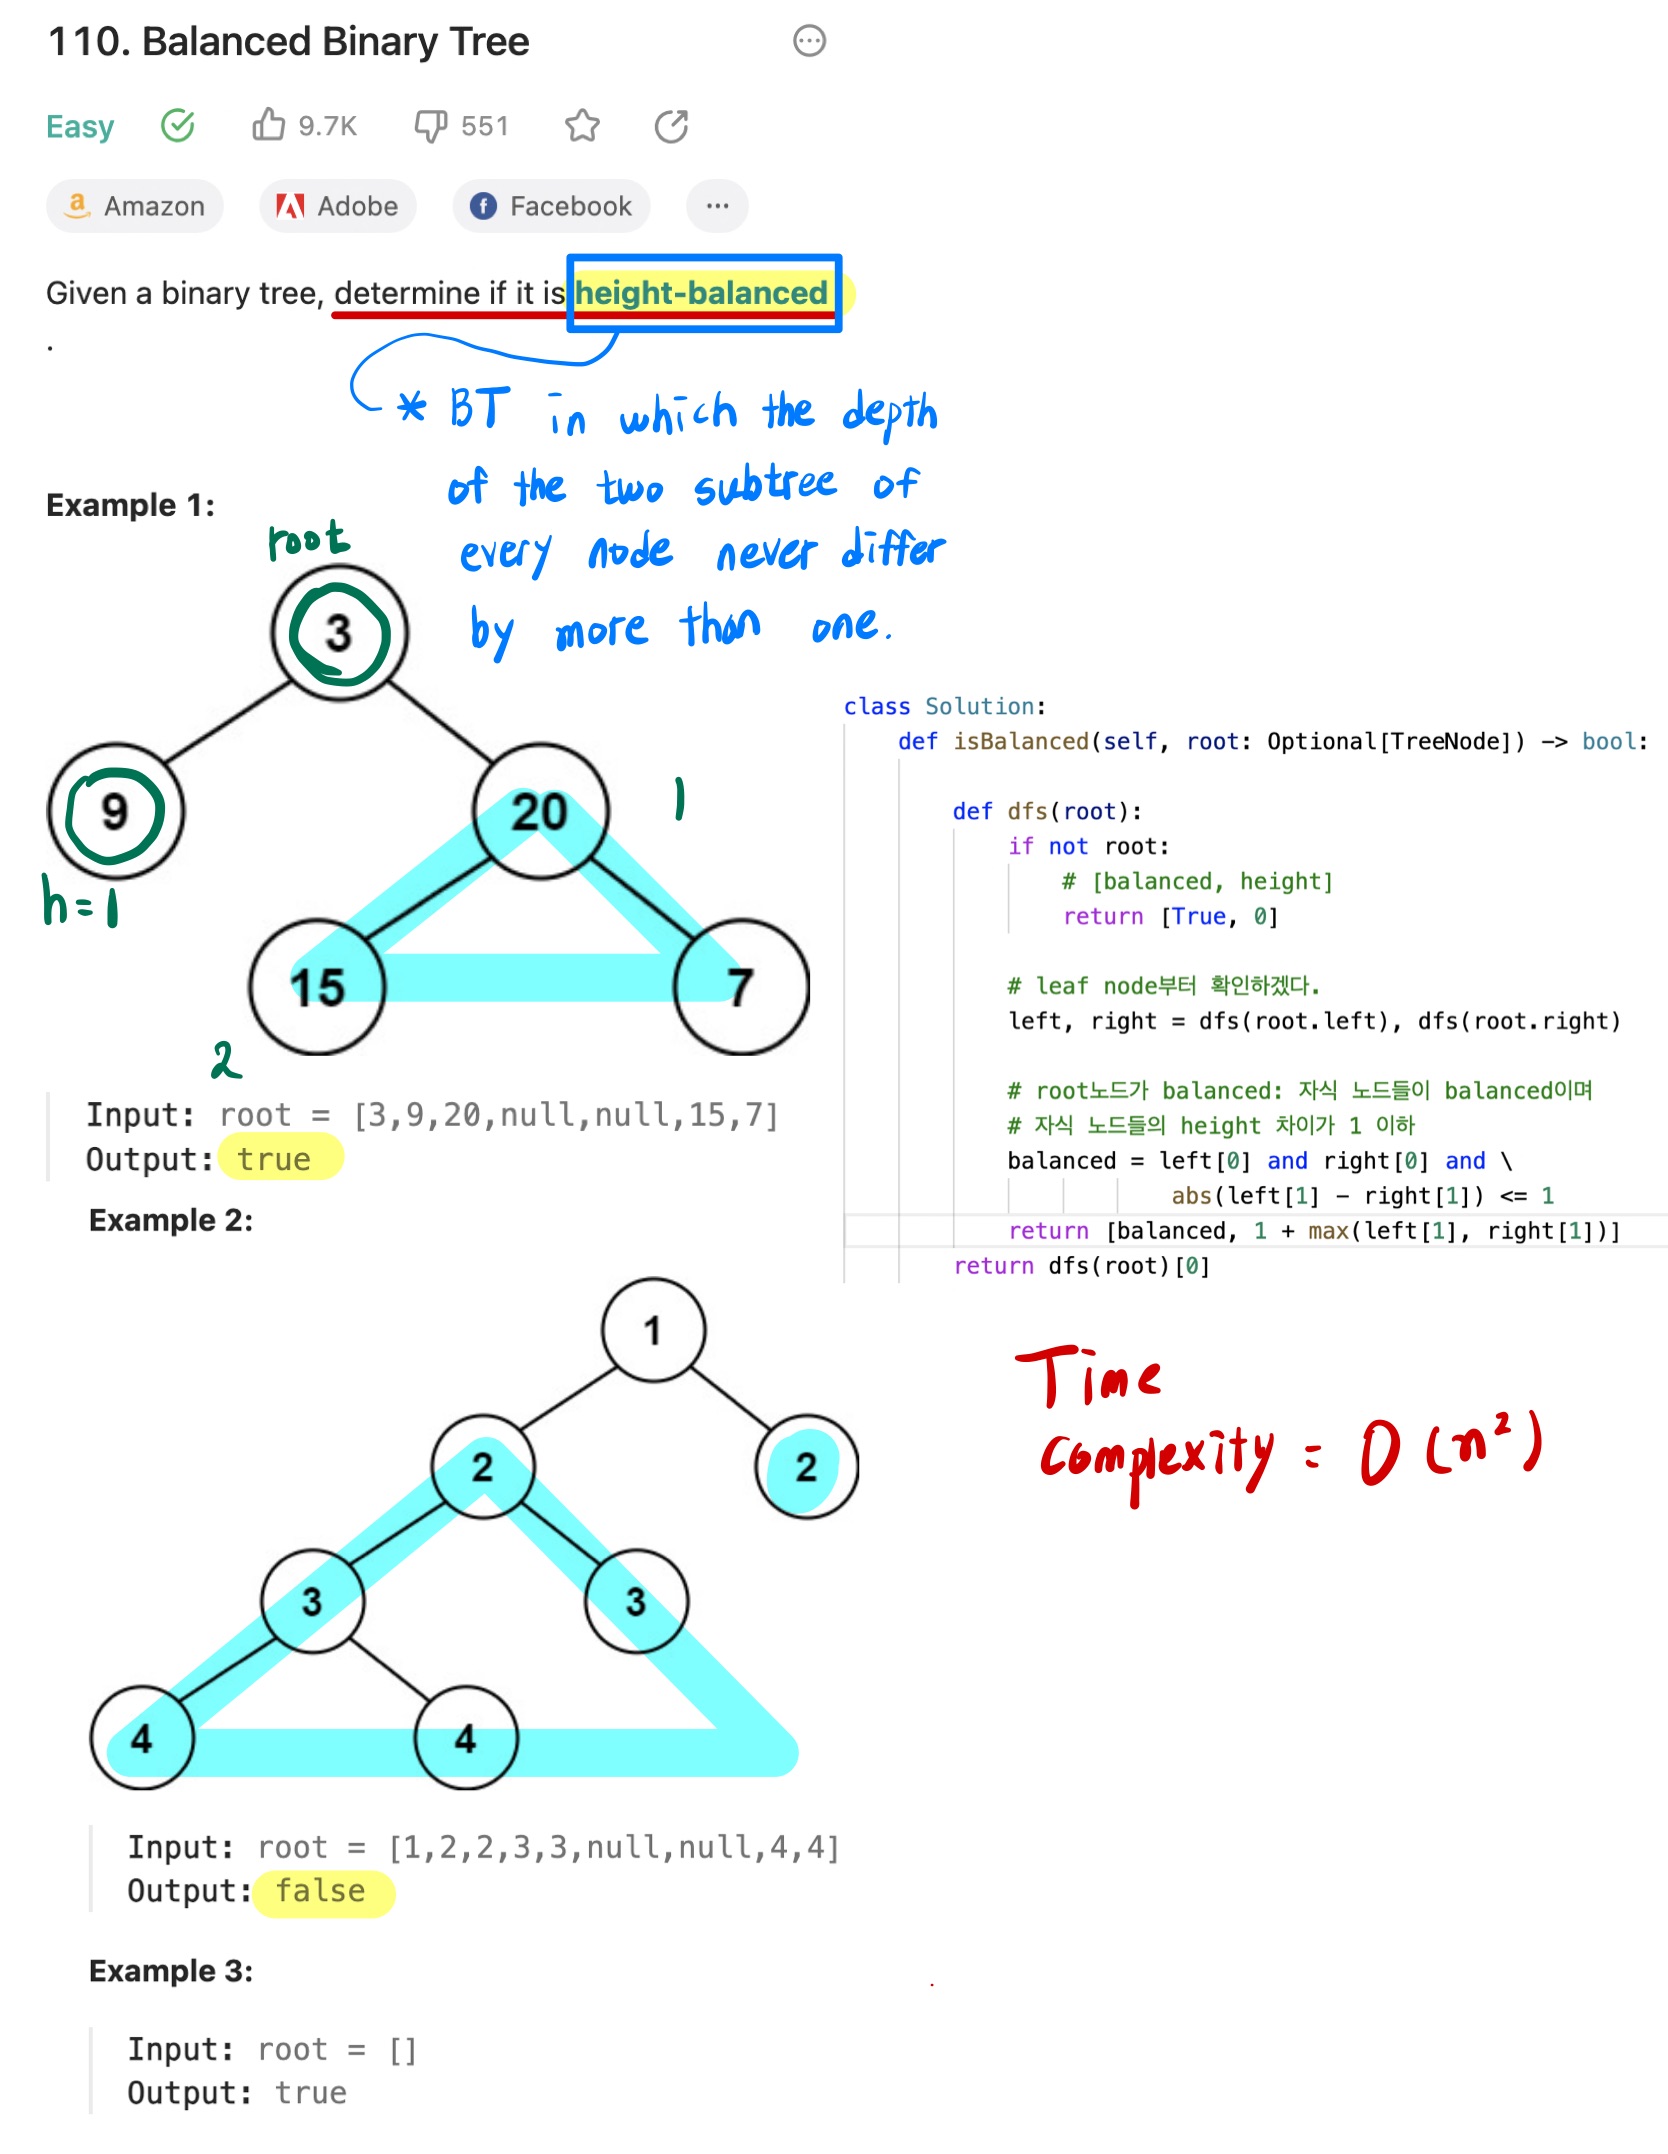 110. Balanced Binary Tree
Easy 9.7K 551
Amazon Adobe Facebook ...
Given a binary tree, determine if it is height-balanced
.
* BT in which the depth
of the two subtree of
every node never differ
by more than one.
Example 1:
root
3
9
20
1
h=1
15
7
2
Input: root = [3,9,20,null,null,15,7]
Output: true
class Solution:
def isBalanced(self, root: Optional[TreeNode]) -> bool:
def dfs(root):
if not root:
# [balanced, height]
return [True, 0]
# leaf node부터 확인하겠다.
left, right = dfs(root.left), dfs(root.right)
# root노드가 balanced: 자식 노드들이 balanced이며
# 자식 노드들의 height 차이가 1 이하
balanced = left[0] and right[0] and \
abs(left[1] - right[1]) <= 1
return [balanced, 1 + max(left[1], right[1])]
return dfs(root)[0]
Time
complexity = O(n²)
Example 2:
1
2
2
3
3
4
4
Input: root = [1,2,2,3,3,null,null,4,4]
Output: false
Example 3:
Input: root = []
Output: true